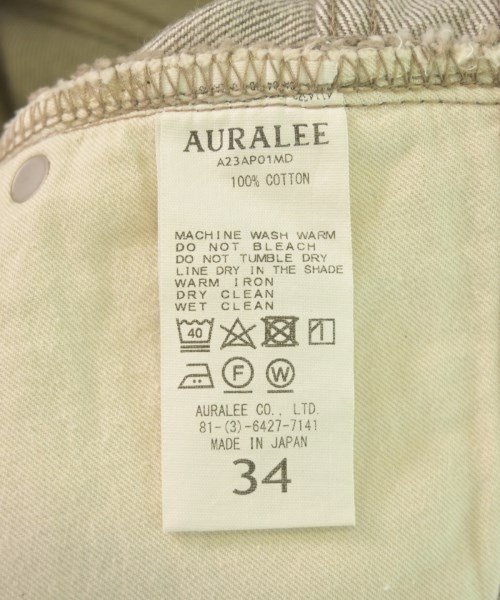 AURALEE
A23AP01MD
100% COTTON
MACHINE WASH WARM
DO NOT BLEACH
DO NOT TUMBLE DRY
LINE DRY IN THE SHADE
WARM IRON
DRY CLEAN
WET CLEAN
40
F W
AURALEE CO., LTD.
81-(3)-6427-7141
MADE IN JAPAN
34